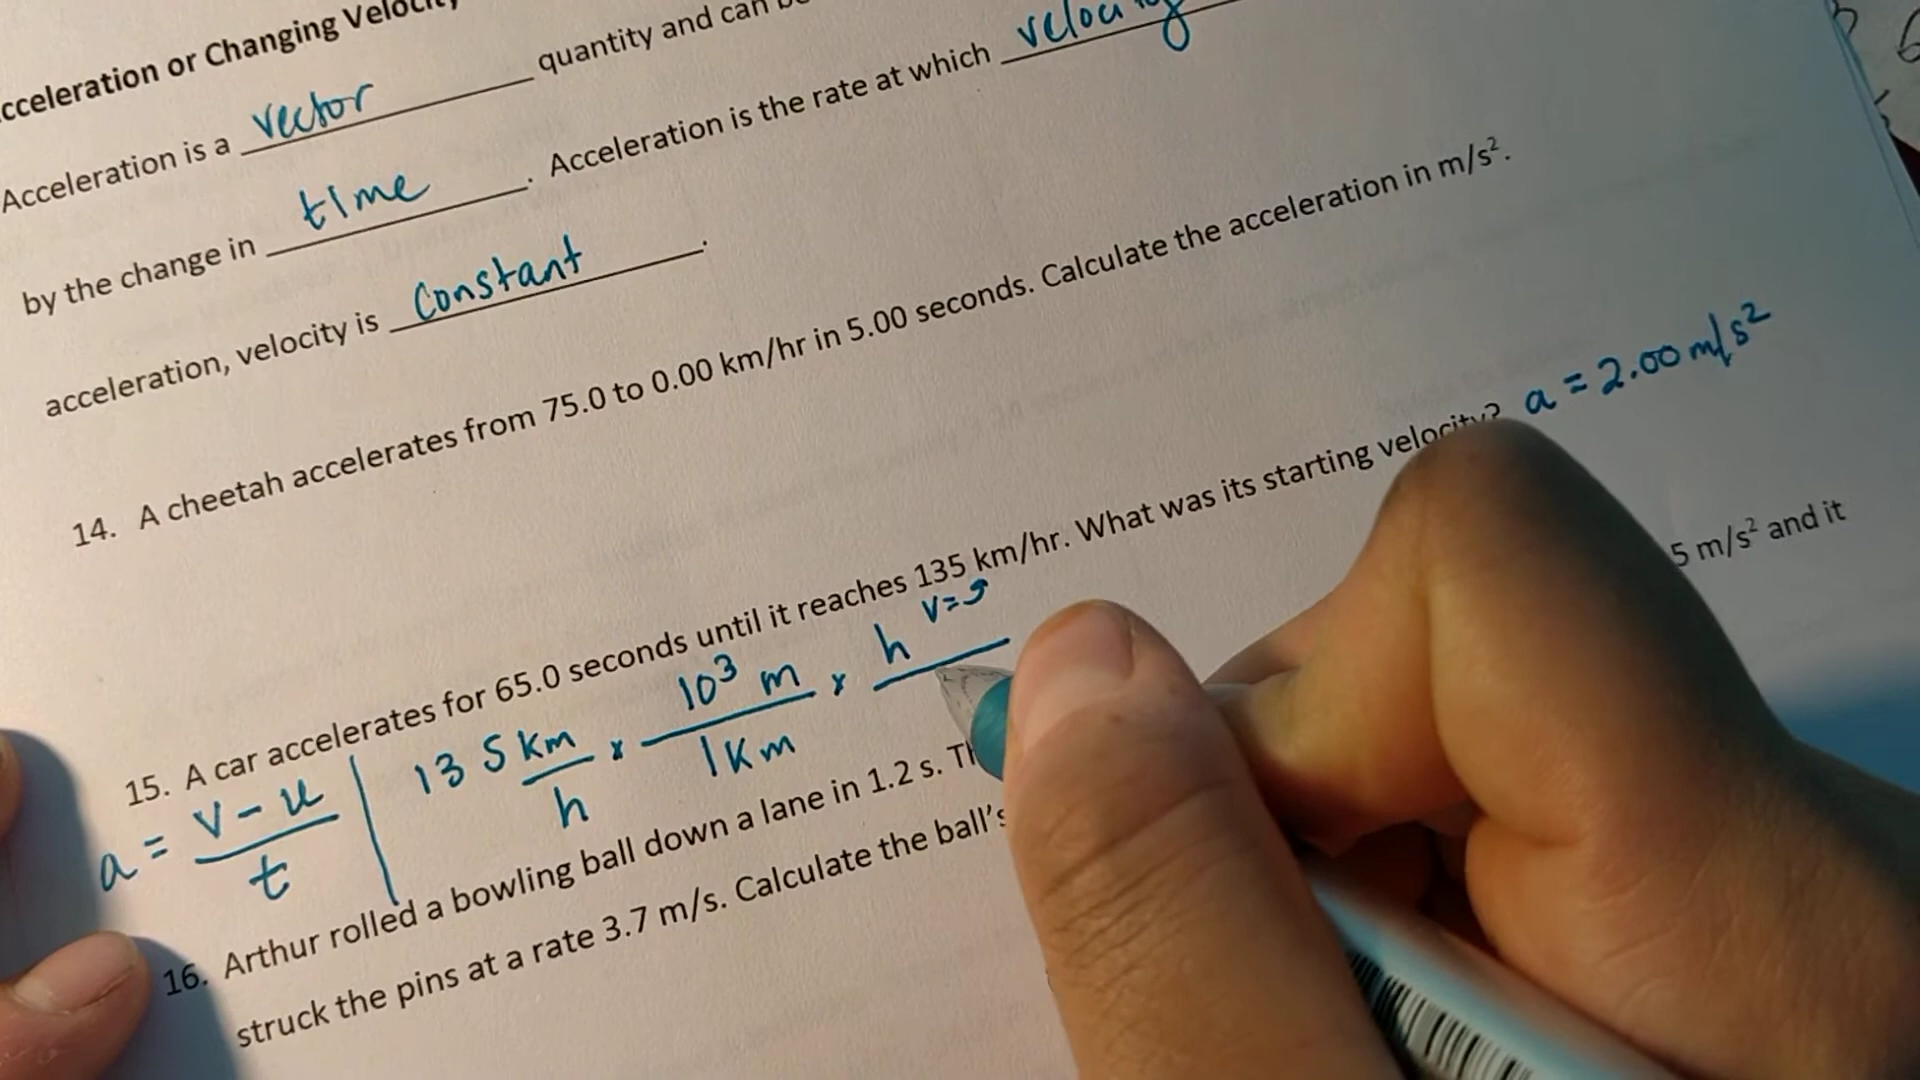 cceleration or Changing Velocity
Acceleration is a vector quantity and can
by the change in time. Acceleration is the rate at which velocity
acceleration, velocity is constant.
14. A cheetah accelerates from 75.0 to 0.00 km/hr in 5.00 seconds. Calculate the acceleration in m/s².
15. A car accelerates for 65.0 seconds until it reaches 135 km/hr. What was its starting velocity? a = 2.00 m/s²
v=
a = v - u / t | 135 km / h × 10³ m / 1 km × h
16. Arthur rolled a bowling ball down a lane in 1.2 s. 5 m/s² and it
struck the pins at a rate 3.7 m/s. Calculate the ball's